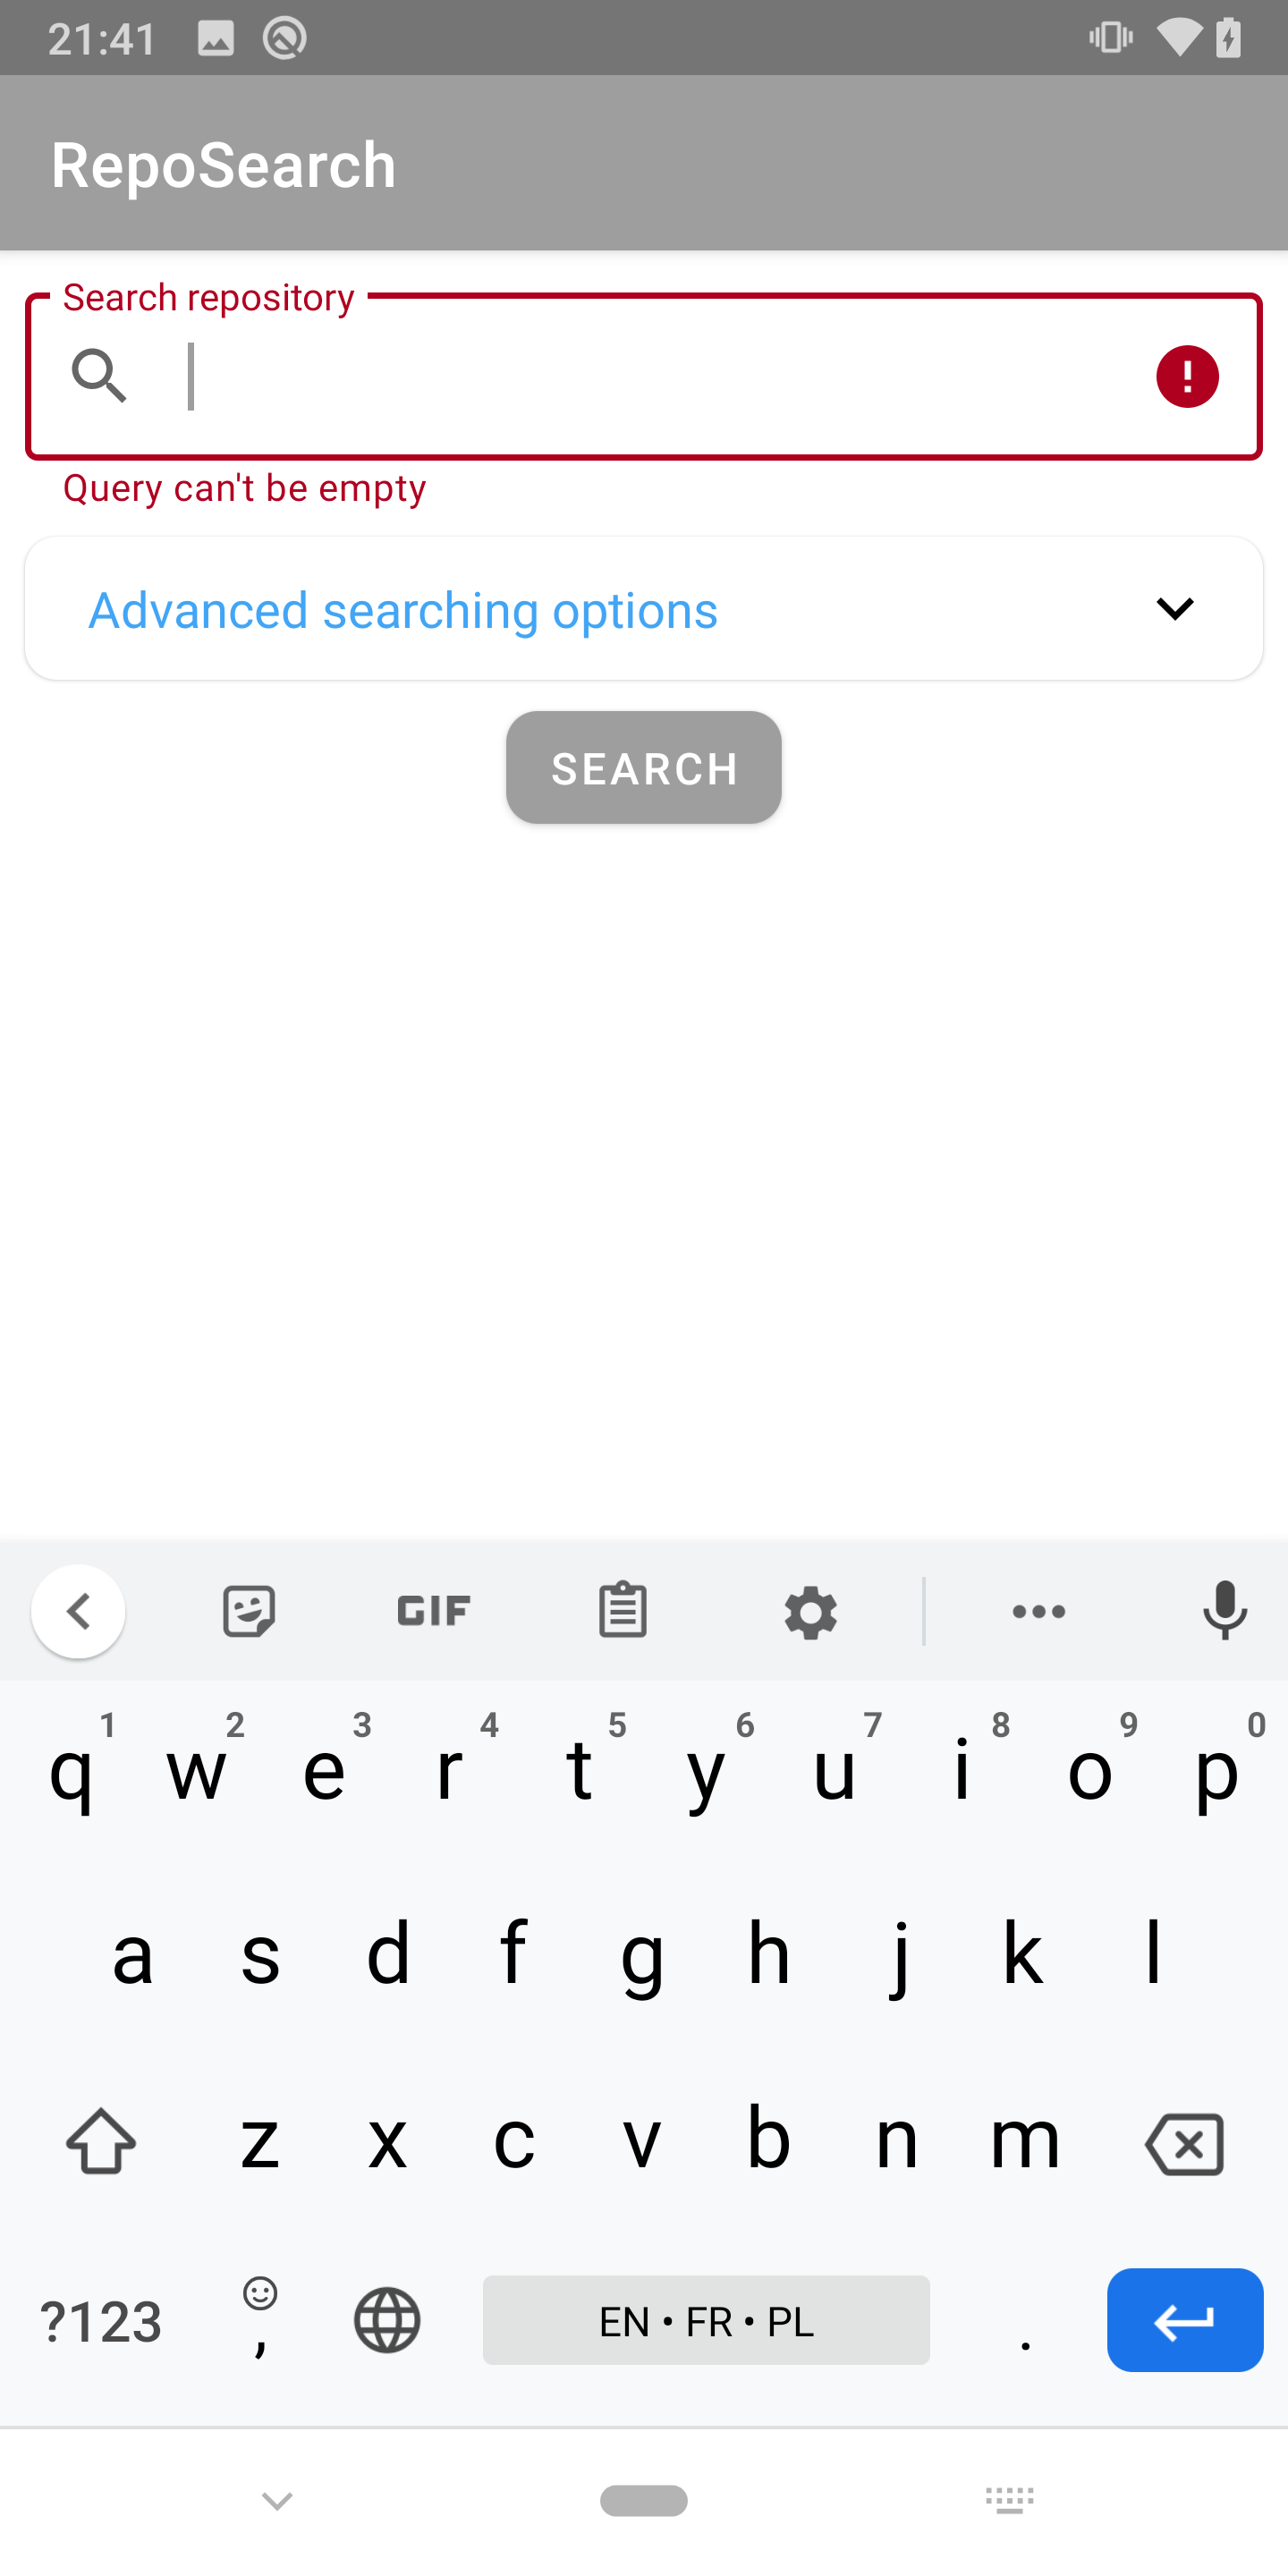 21:41
RepoSearch
Search repository
Query can't be empty
Advanced searching options
SEARCH
GIF
1 2 3 4 5 6 7 8 9 0
q w e r t y u i o p
a s d f g h j k l
z x c v b n m
?123 , EN • FR • PL .